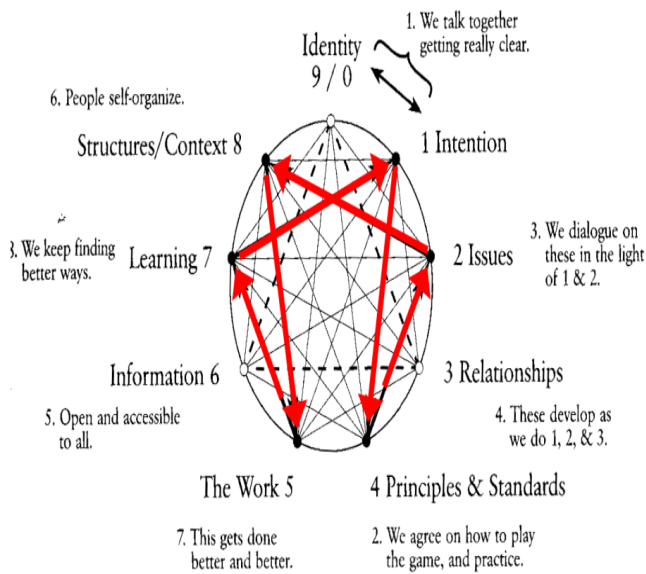 1. We talk together
getting really clear.
Identity
9 / 0
6. People self-organize.
Structures/Context 8
1 Intention
3. We keep finding
better ways.
Learning 7
2 Issues
3. We dialogue on
these in the light
of 1 & 2.
Information 6
3 Relationships
5. Open and accessible
to all.
4. These develop as
we do 1, 2, & 3.
The Work 5
4 Principles & Standards
7. This gets done
better and better.
2. We agree on how to play
the game, and practice.